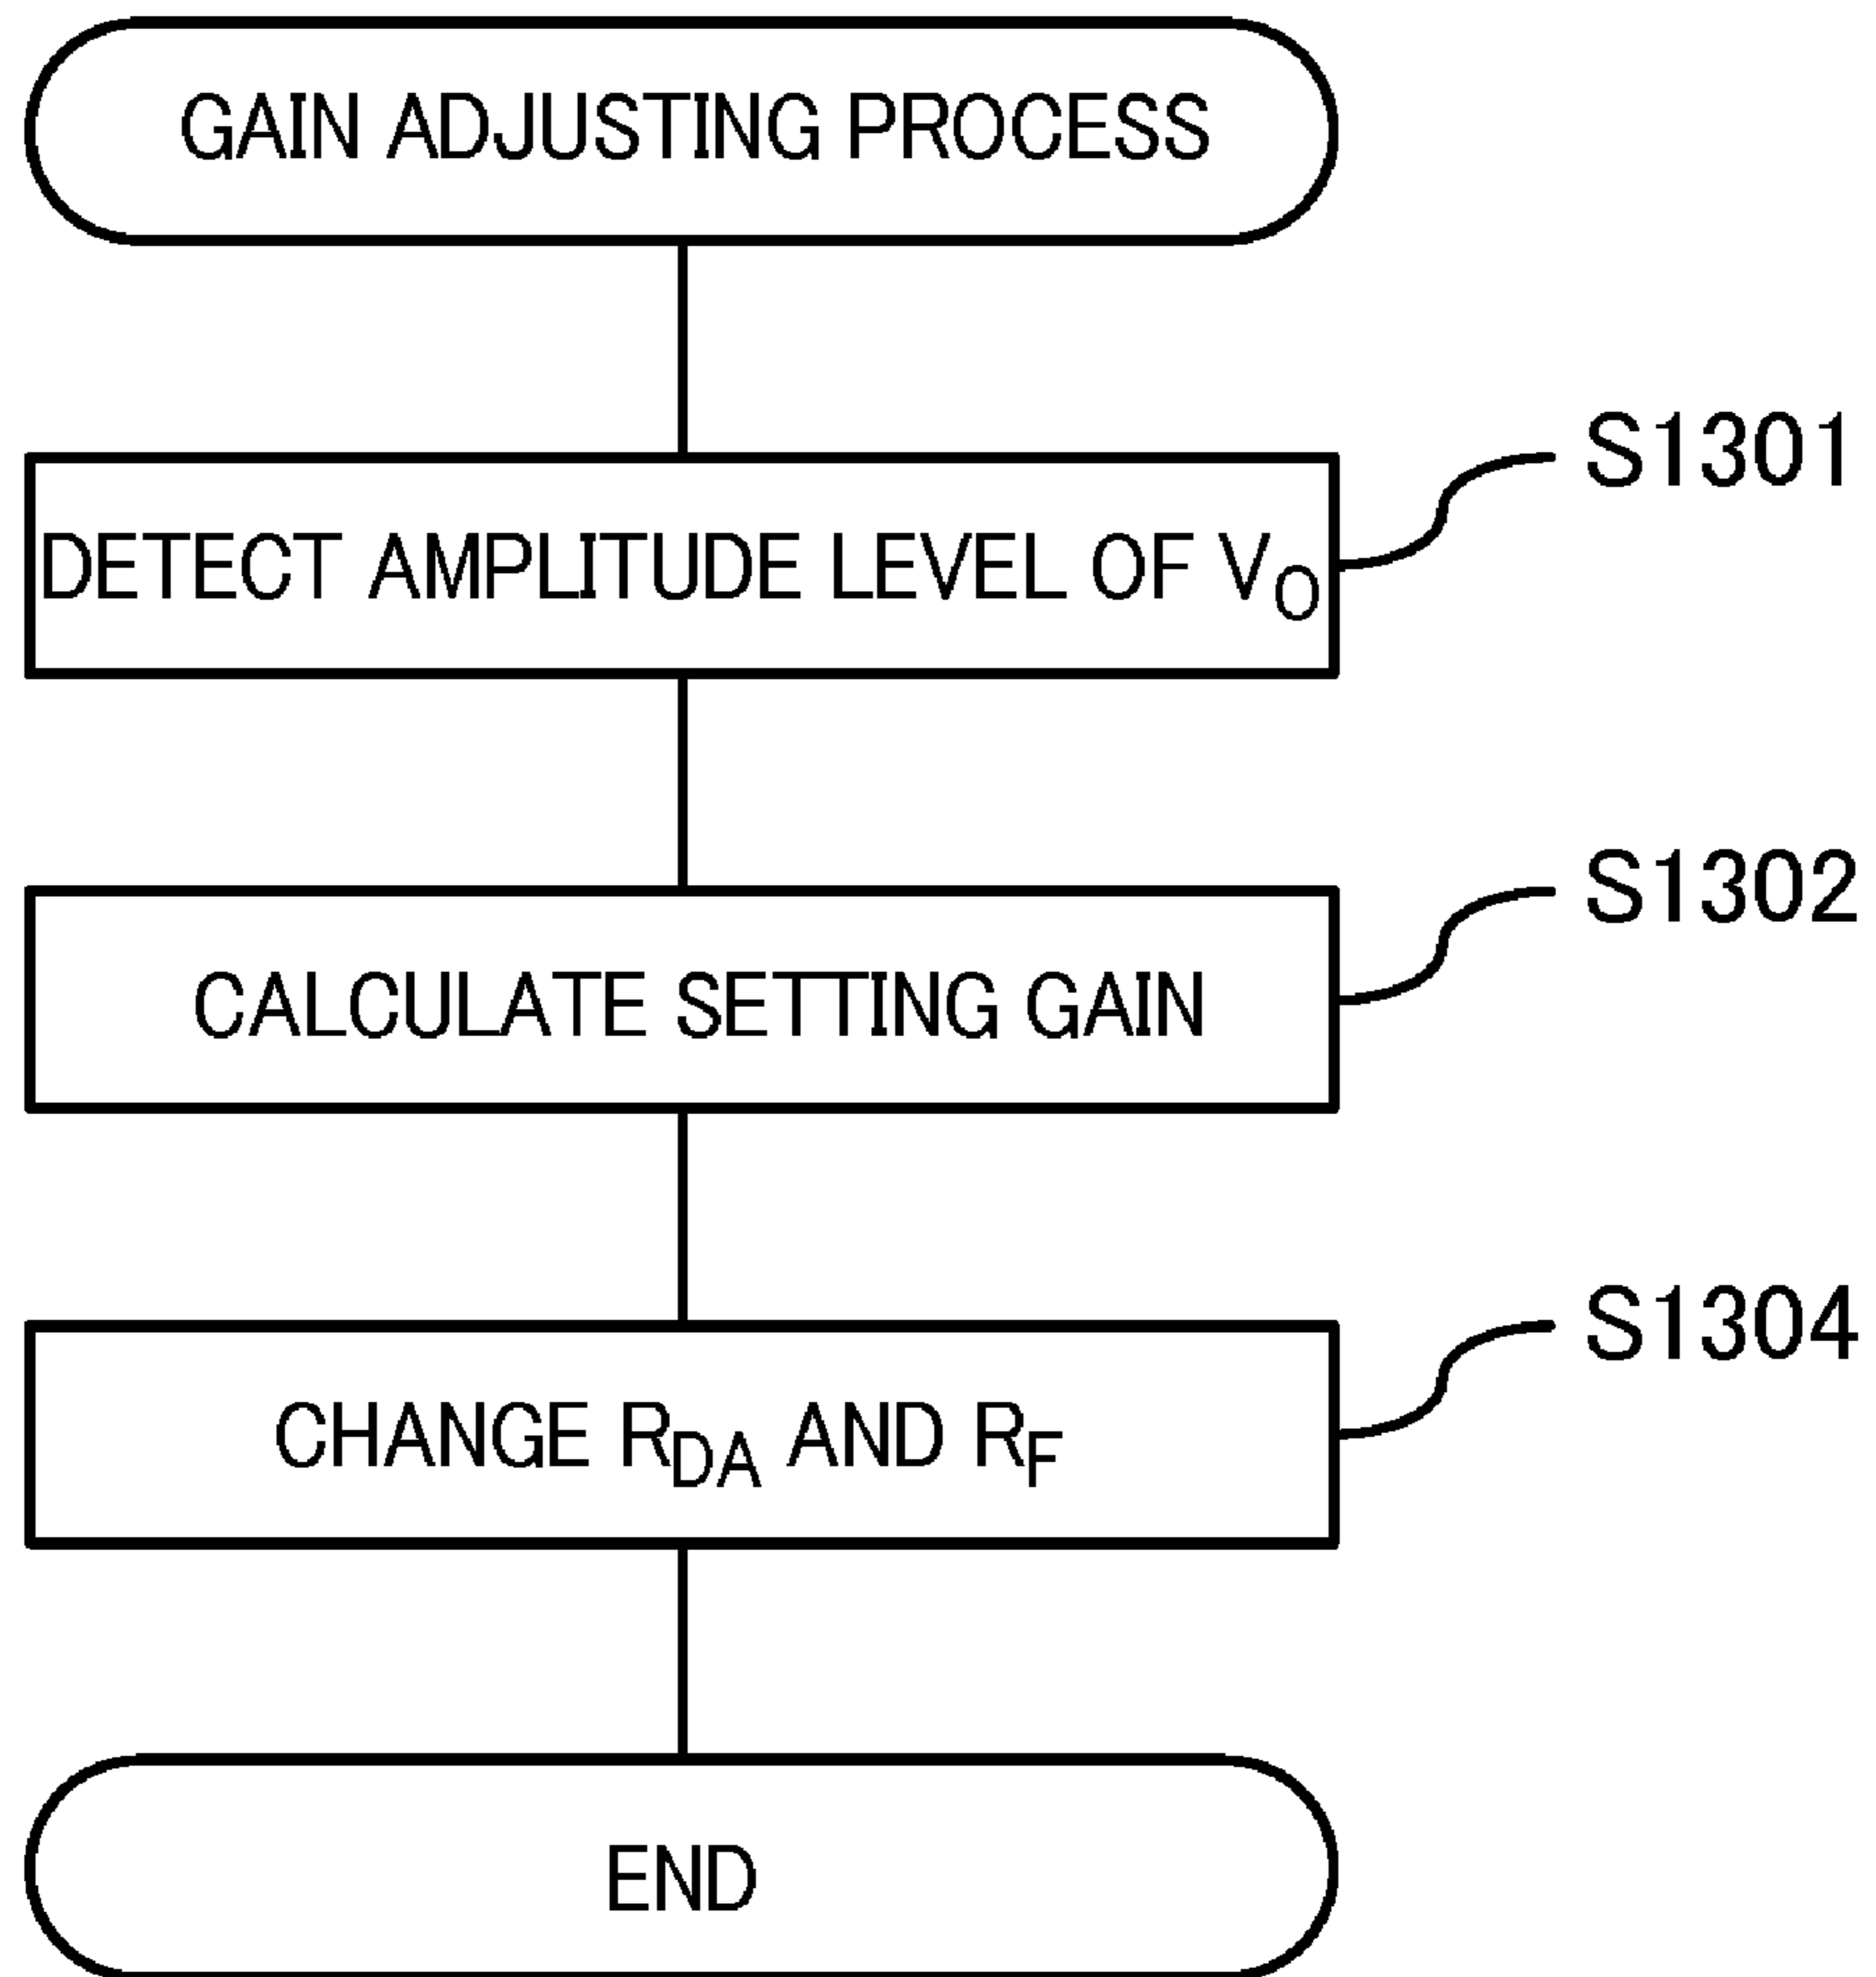 GAIN ADJUSTING PROCESS
S1301
DETECT AMPLITUDE LEVEL OF VO
S1302
CALCULATE SETTING GAIN
S1304
CHANGE RDA AND RF
END